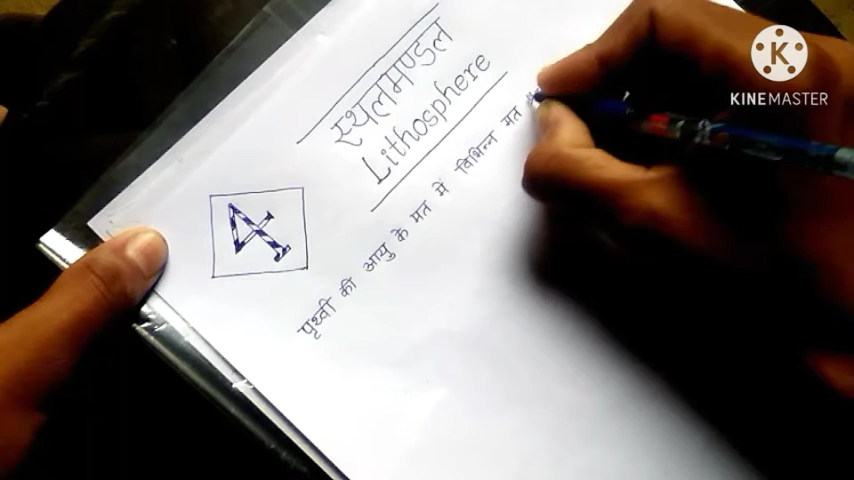 स्थलमण्डल
Lithosphere
4
पृथ्वी की आयु के मत में विभिन्न मत
K
KINEMASTER